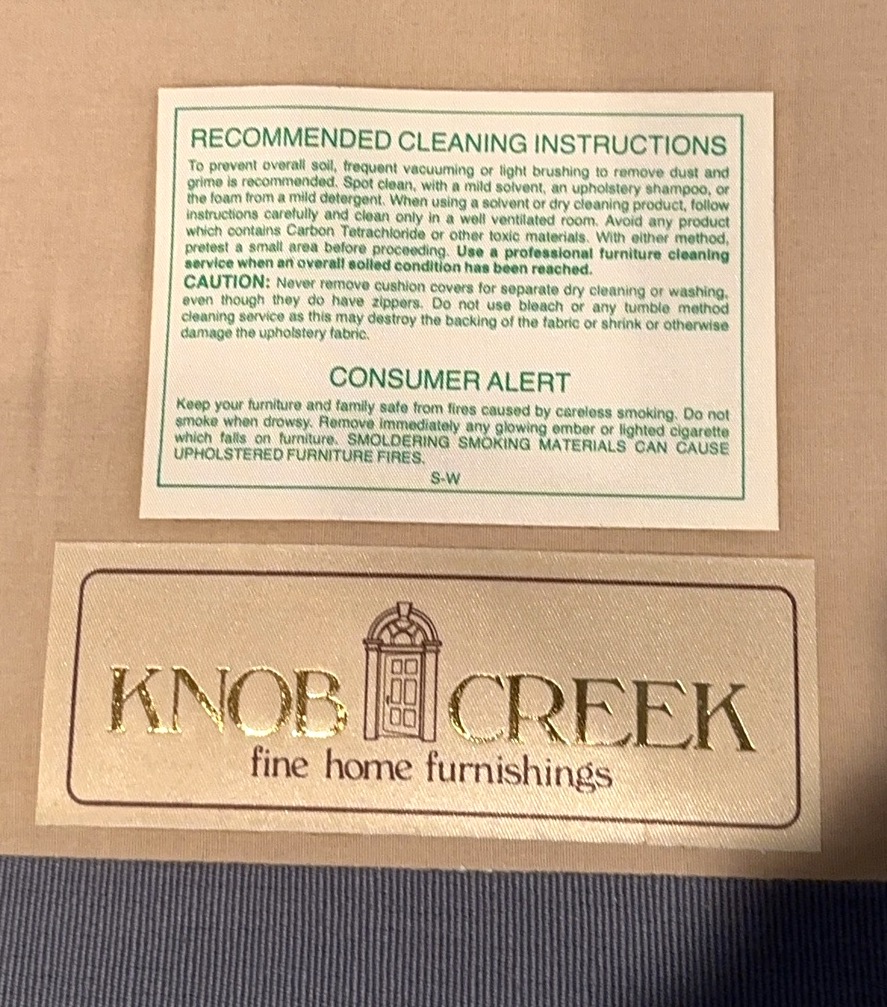 RECOMMENDED CLEANING INSTRUCTIONS
To prevent overall soil, frequent vacuuming or light brushing to remove dust and
grime is recommended. Spot clean, with a mild solvent, an upholstery shampoo, or
the foam from a mild detergent. When using a solvent or dry cleaning product, follow
instructions carefully and clean only in a well ventilated room. Avoid any product
which contains Carbon Tetrachloride or other toxic materials. With either method,
pretest a small area before proceeding. Use a professional furniture cleaning
service when an overall soiled condition has been reached.
CAUTION: Never remove cushion covers for separate dry cleaning or washing,
even though they do have zippers. Do not use bleach or any tumble method
cleaning service as this may destroy the backing of the fabric or shrink or otherwise
damage the upholstery fabric.
CONSUMER ALERT
Keep your furniture and family safe from fires caused by careless smoking. Do not
smoke when drowsy. Remove immediately any glowing ember or lighted cigarette
which falls on furniture. SMOLDERING SMOKING MATERIALS CAN CAUSE
UPHOLSTERED FURNITURE FIRES.
S-W
KNOB CREEK
fine home furnishings